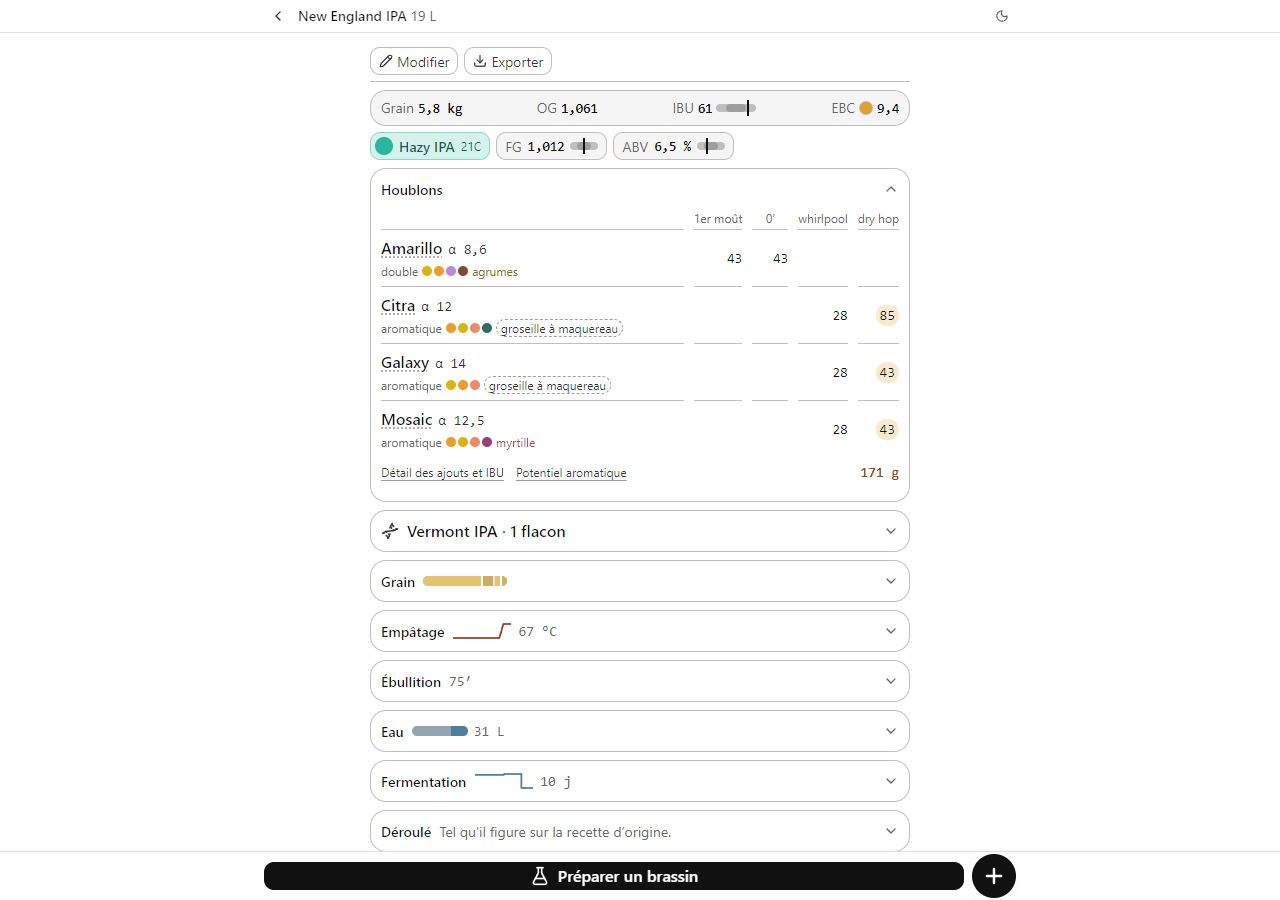 New England IPA 19 L
Modifier Exporter
Grain 5,8 kg OG 1,061 IBU 61 EBC 9,4
Hazy IPA 21C FG 1,012 ABV 6,5 %
Houblons
1er moût 0′ whirlpool dry hop
Amarillo α 8,6 43 43
double agrumes
Citra α 12 28 85
aromatique groseille à maquereau
Galaxy α 14 28 43
aromatique groseille à maquereau
Mosaic α 12,5 28 43
aromatique myrtille
Détail des ajouts et IBU Potentiel aromatique 171 g
Vermont IPA · 1 flacon
Grain
Empâtage 67 °C
Ébullition 75′
Eau 31 L
Fermentation 10 j
Déroulé Tel qu’il figure sur la recette d’origine.
Préparer un brassin